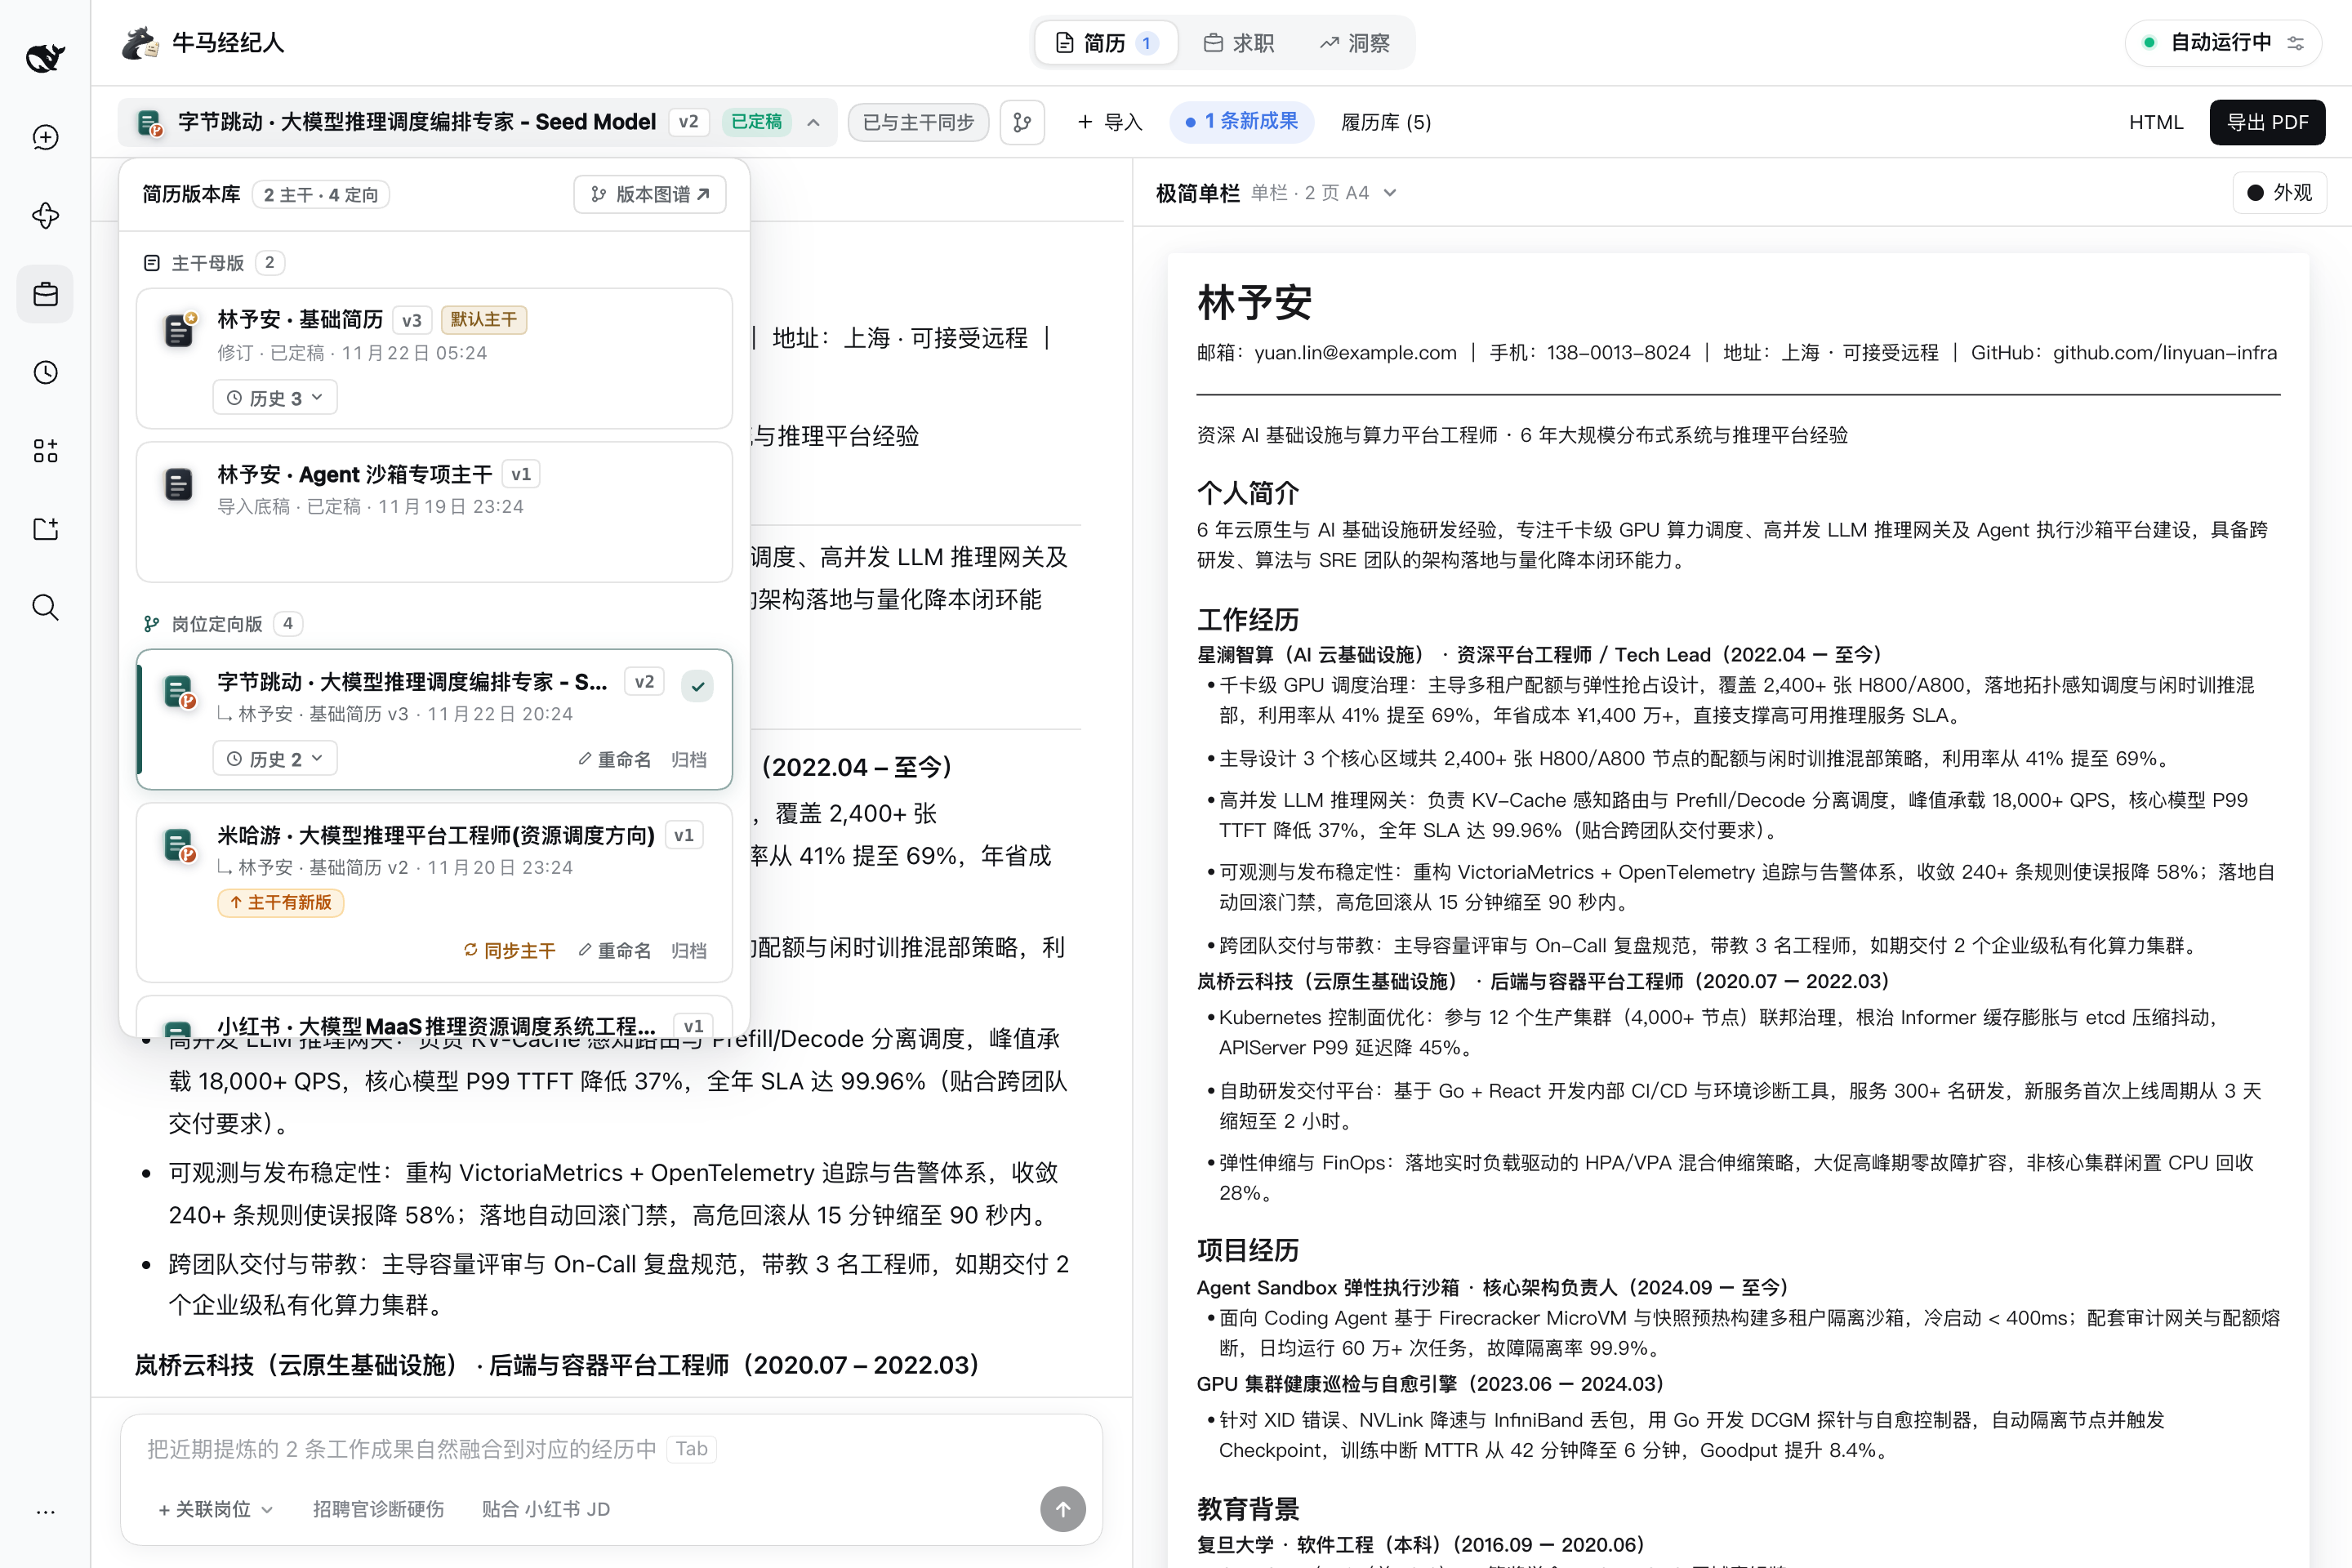 牛马经纪人
简历 1
求职
洞察
自动运行中
字节跳动 · 大模型推理调度编排专家 - Seed Model v2 已定稿
已与主干同步
+ 导入
1 条新成果
履历库 (5)
HTML
导出 PDF
简历版本库 2 主干 · 4 定向
版本图谱
主干母版 2
林予安 · 基础简历 v3 默认主干
修订 · 已定稿 · 11月22日 05:24
历史 3
林予安 · Agent 沙箱专项主干 v1
导入底稿 · 已定稿 · 11月19日 23:24
岗位定向版 4
字节跳动 · 大模型推理调度编排专家 - S... v2
林予安 · 基础简历 v3 · 11月22日 20:24
历史 2
重命名 归档
米哈游 · 大模型推理平台工程师(资源调度方向) v1
林予安 · 基础简历 v2 · 11月20日 23:24
主干有新版
同步主干 重命名 归档
小红书 · 大模型MaaS推理资源调度系统工程... v1
| 地址：上海 · 可接受远程 |
与推理平台经验
调度、高并发 LLM 推理网关及
架构落地与量化降本闭环能
（2022.04 – 至今）
，覆盖 2,400+ 张
率从 41% 提至 69%，年省成
配额与闲时训推混部策略，利
高并发 LLM 推理网关：负责 KV-Cache 感知路由与 Prefill/Decode 分离调度，峰值承
载 18,000+ QPS，核心模型 P99 TTFT 降低 37%，全年 SLA 达 99.96%（贴合跨团队
交付要求）。
可观测与发布稳定性：重构 VictoriaMetrics + OpenTelemetry 追踪与告警体系，收敛
240+ 条规则使误报降 58%；落地自动回滚门禁，高危回滚从 15 分钟缩至 90 秒内。
跨团队交付与带教：主导容量评审与 On-Call 复盘规范，带教 3 名工程师，如期交付 2
个企业级私有化算力集群。
岚桥云科技（云原生基础设施） · 后端与容器平台工程师（2020.07 – 2022.03）
把近期提炼的 2 条工作成果自然融合到对应的经历中 Tab
+ 关联岗位
招聘官诊断硬伤
贴合 小红书 JD
极简单栏 单栏 · 2 页 A4
外观
林予安
邮箱：yuan.lin@example.com | 手机：138-0013-8024 | 地址：上海 · 可接受远程 | GitHub：github.com/linyuan-infra
资深 AI 基础设施与算力平台工程师 · 6 年大规模分布式系统与推理平台经验
个人简介
6 年云原生与 AI 基础设施研发经验，专注千卡级 GPU 算力调度、高并发 LLM 推理网关及 Agent 执行沙箱平台建设，具备跨
研发、算法与 SRE 团队的架构落地与量化降本闭环能力。
工作经历
星澜智算（AI 云基础设施） · 资深平台工程师 / Tech Lead（2022.04 – 至今）
• 千卡级 GPU 调度治理：主导多租户配额与弹性抢占设计，覆盖 2,400+ 张 H800/A800，落地拓扑感知调度与闲时训推混
部，利用率从 41% 提至 69%，年省成本 ¥1,400 万+，直接支撑高可用推理服务 SLA。
• 主导设计 3 个核心区域共 2,400+ 张 H800/A800 节点的配额与闲时训推混部策略，利用率从 41% 提至 69%。
• 高并发 LLM 推理网关：负责 KV-Cache 感知路由与 Prefill/Decode 分离调度，峰值承载 18,000+ QPS，核心模型 P99
TTFT 降低 37%，全年 SLA 达 99.96%（贴合跨团队交付要求）。
• 可观测与发布稳定性：重构 VictoriaMetrics + OpenTelemetry 追踪与告警体系，收敛 240+ 条规则使误报降 58%；落地自
动回滚门禁，高危回滚从 15 分钟缩至 90 秒内。
• 跨团队交付与带教：主导容量评审与 On-Call 复盘规范，带教 3 名工程师，如期交付 2 个企业级私有化算力集群。
岚桥云科技（云原生基础设施） · 后端与容器平台工程师（2020.07 – 2022.03）
• Kubernetes 控制面优化：参与 12 个生产集群（4,000+ 节点）联邦治理，根治 Informer 缓存膨胀与 etcd 压缩抖动，
APIServer P99 延迟降 45%。
• 自助研发交付平台：基于 Go + React 开发内部 CI/CD 与环境诊断工具，服务 300+ 名研发，新服务首次上线周期从 3 天
缩短至 2 小时。
• 弹性伸缩与 FinOps：落地实时负载驱动的 HPA/VPA 混合伸缩策略，大促高峰期零故障扩容，非核心集群闲置 CPU 回收
28%。
项目经历
Agent Sandbox 弹性执行沙箱 · 核心架构负责人（2024.09 – 至今）
• 面向 Coding Agent 基于 Firecracker MicroVM 与快照预热构建多租户隔离沙箱，冷启动 < 400ms；配套审计网关与配额熔
断，日均运行 60 万+ 次任务，故障隔离率 99.9%。
GPU 集群健康巡检与自愈引擎（2023.06 – 2024.03）
• 针对 XID 错误、NVLink 降速与 InfiniBand 丢包，用 Go 开发 DCGM 探针与自愈控制器，自动隔离节点并触发
Checkpoint，训练中断 MTTR 从 42 分钟降至 6 分钟，Goodput 提升 8.4%。
教育背景
复旦大学 · 软件工程（本科）（2016.09 – 2020.06）